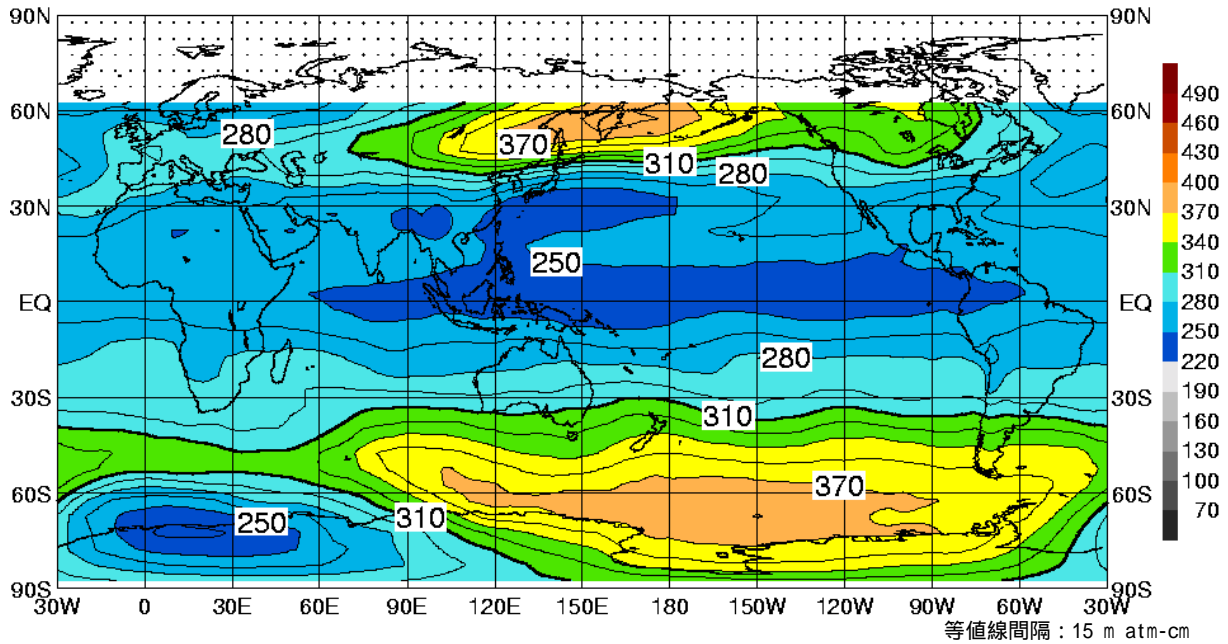 90N 90N
490
60N 280 60N
460
370 430
310 280 400
30N 30N
370
250 340
310
EQ EQ
280
280 250
220
30S 310 30S
190
160
370 130
60S 60S
250 310 100
70
90S 90S
30W 0 30E 60E 90E 120E 150E 180 150W 120W 90W 60W 30W
等値線間隔:15 m atm-cm